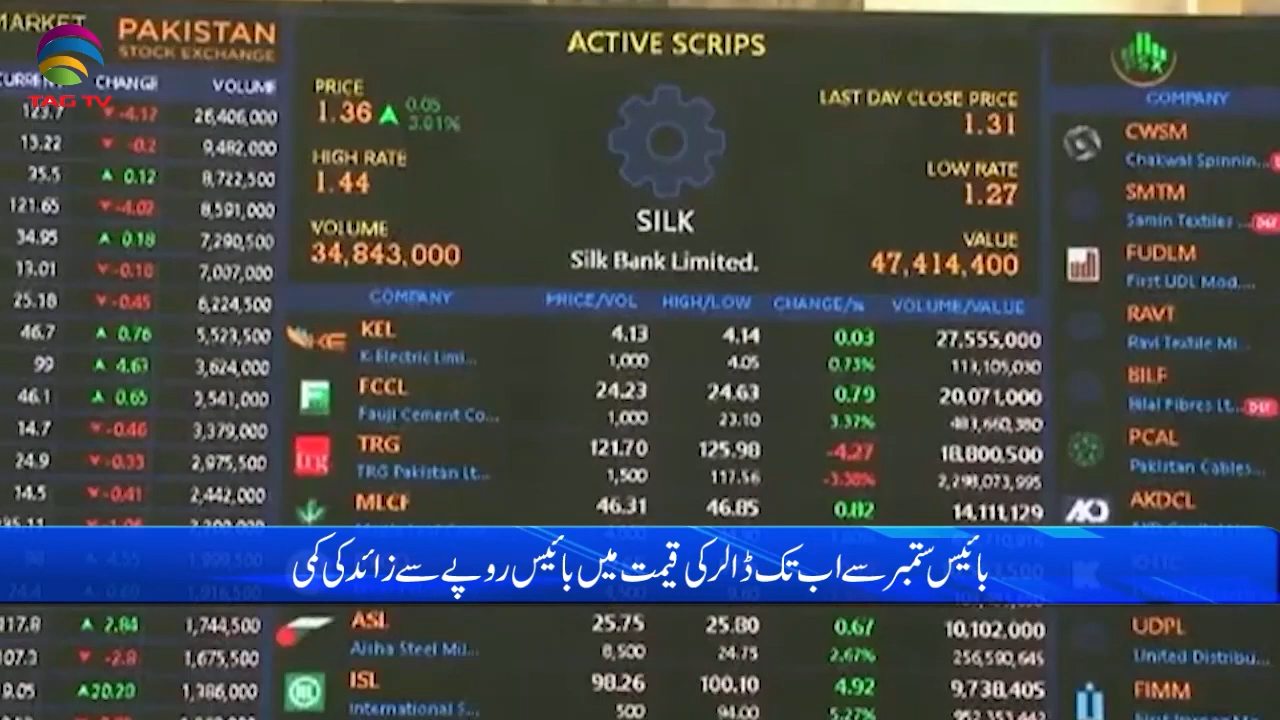 MARKET
PAKISTAN
STOCK EXCHANGE
TAG TV
CHANGE VOLUME
123.7 -4.17 26,406,000
13.22 -0.2 9,482,000
35.5 0.12 8,722,500
121.65 -4.02 8,591,000
34.95 0.18 7,290,500
13.01 -0.18 7,007,000
25.18 -0.45 6,224,500
46.7 0.76 5,523,500
99 4.63 3,624,000
46.1 0.65 3,541,000
14.7 -0.46 3,379,000
24.9 -0.33 2,975,500
14.5 -0.41 2,442,000
117.8 2.84 1,744,500
107.3 -2.8 1,675,500
9.05 20.20 1,386,000
ACTIVE SCRIPS
PRICE
1.36 0.05
3.01%
HIGH RATE
1.44
VOLUME
34,843,000
SILK
Silk Bank Limited.
LAST DAY CLOSE PRICE
1.31
LOW RATE
1.27
VALUE
47,414,400
COMPANY PRICE/VOL HIGH/LOW CHANGE/% VOLUME/VALUE
KEL 4.13 4.14 0.03 27,555,000
K-Electric Limi... 1,000 4.05 0.73% 113,105,030
FCCL 24.23 24.63 0.79 20,071,000
Fauji Cement Co... 1,000 23.10 3.37% 483,660,380
TRG 121.70 125.98 -4.27 18,800,500
TRG Pakistan Lt... 1,500 117.56 -3.38% 2,298,073,995
MLCF 46.31 46.85 0.82 14,111,129
بائیس ستمبر سے اب تک ڈالر کی قیمت میں بائیس روپے سے زائد کی کمی
ASL 25.75 25.80 0.67 10,102,000
Aisha Steel Mil... 8,500 24.75 2.67% 256,590,645
ISL 98.26 100.10 4.92 9,738,405
International S... 500 94.00 5.27% 952,353,442
COMPANY
CWSM
Chakwal Spinnin...
SMTM
Samin Textiles ...
FUDLM
First UDL Mod....
RAVT
Ravi Textile Mi...
BILF
Bilal Fibres Lt...
PCAL
Pakistan Cables...
AKDCL
UDPL
United Distribu...
FIMM